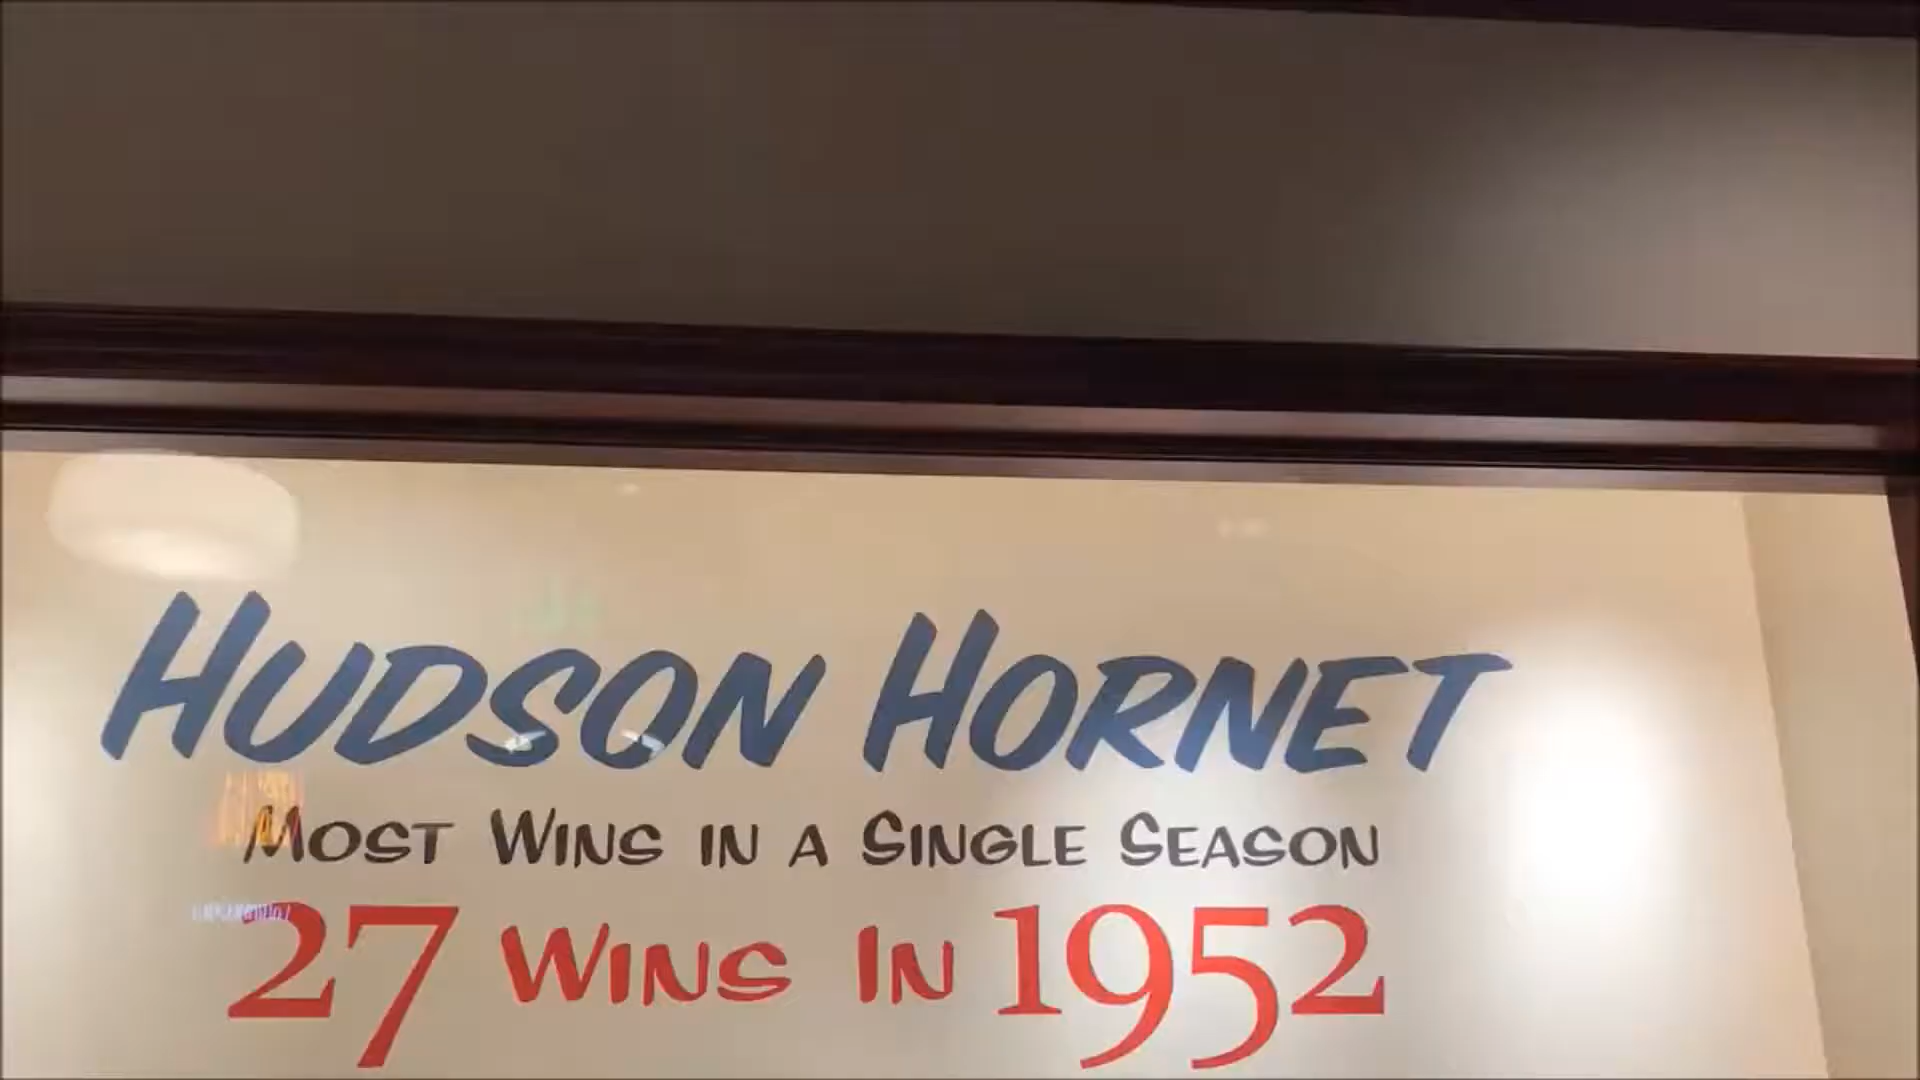 HUDSON HORNET
MOST WINS IN A SINGLE SEASON
27 WINS IN 1952